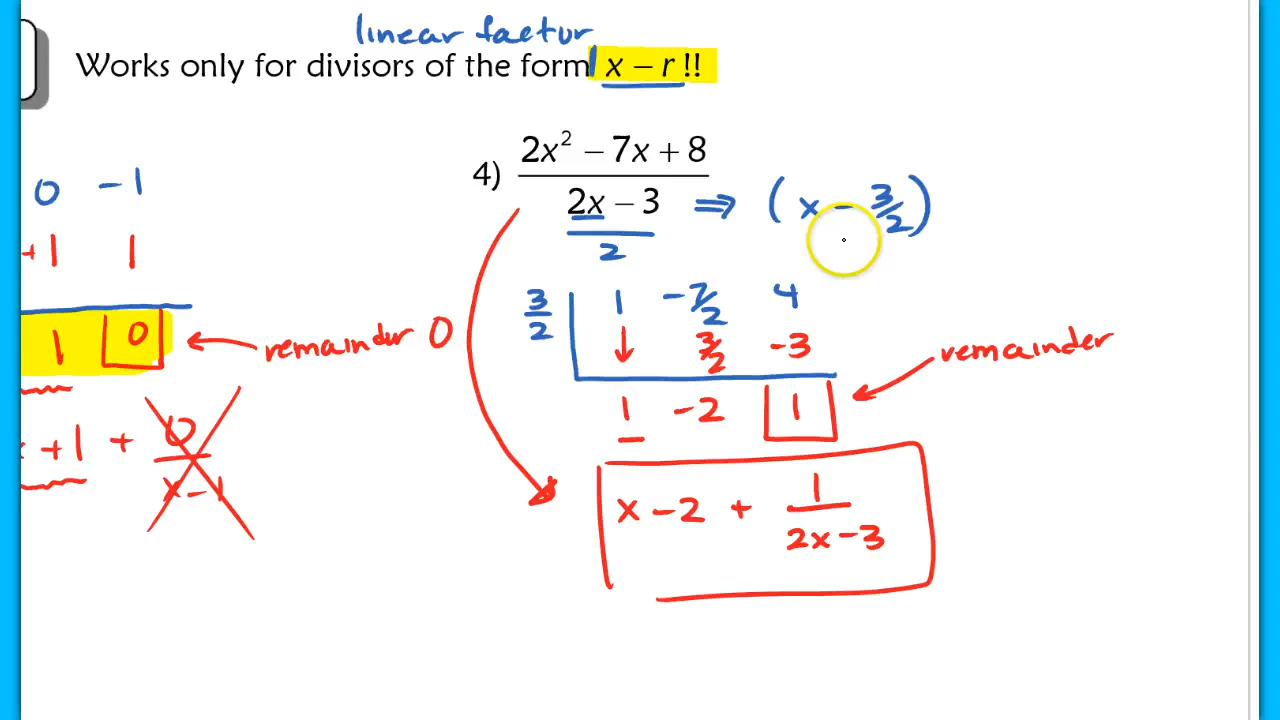 linear factor
Works only for divisors of the form x – r !!
4) 2x² – 7x + 8
2x – 3 ⇒ (x – 3/2)
2
0 –1
+1 1
1 0 ← remainder 0
+1 + 0
x – 1
3/2 1 –7/2 4
↓ 3/2 –3
1 –2 1 ← remainder
x – 2 + 1
2x – 3